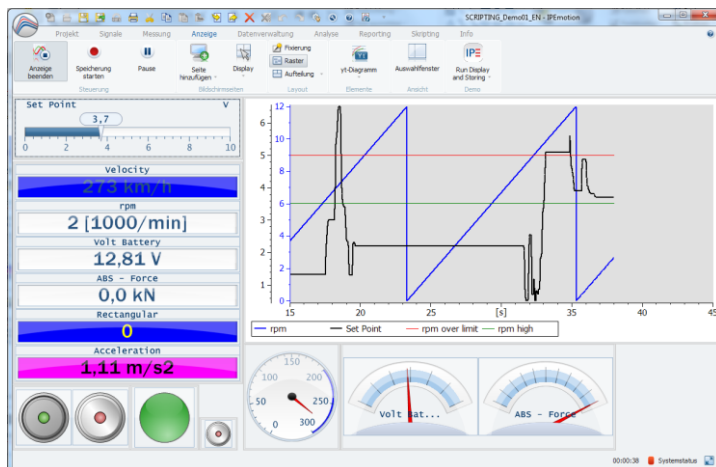 SCRIPTING_Demo01_EN - IPEmotion
Projekt Signale Messung Anzeige Datenverwaltung Analyse Reporting Skripting Info
Anzeige beenden
Speicherung starten
Pause
Steuerung
Seite hinzufügen
Display
Bildschirmseiten
Fixierung
Raster
Aufteilung
Layout
yt-Diagramm
Elemente
Auswahlfenster
Ansicht
IPE
Run Display and Storing
Demo
Set Point V
3,7
0 2 4 6 8 10
Velocity
273 km/h
rpm
2 [1000/min]
Volt Battery
12,81 V
ABS - Force
0,0 kN
Rectangular
0
Acceleration
1,11 m/s2
6 5 4 3 2 1
12 10 8 6 4 2 0
15 20 25 30 [s] 35 40 45
rpm Set Point rpm over limit rpm high
0 50 100 150 200 250 300
Volt Bat...
ABS - Force
00:00:38 Systemstatus